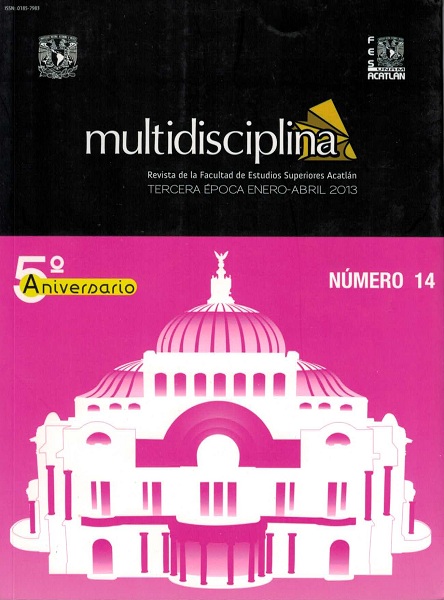 ISSN: 0185-7983
FES
UNAM
ACATLÁN
multidisciplina
Revista de la Facultad de Estudios Superiores Acatlán
TERCERA ÉPOCA ENERO-ABRIL 2013
5º
Aniversario
NÚMERO 14